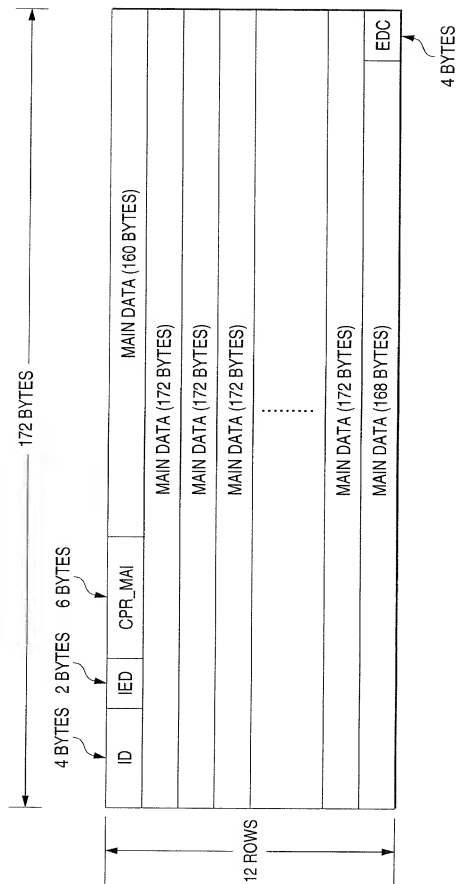 172 BYTES
4 BYTES
2 BYTES
6 BYTES
ID
IED
CPR_MAI
MAIN DATA (160 BYTES)
MAIN DATA (172 BYTES)
MAIN DATA (172 BYTES)
MAIN DATA (172 BYTES)
..........
MAIN DATA (172 BYTES)
MAIN DATA (168 BYTES)
EDC
12 ROWS
4 BYTES